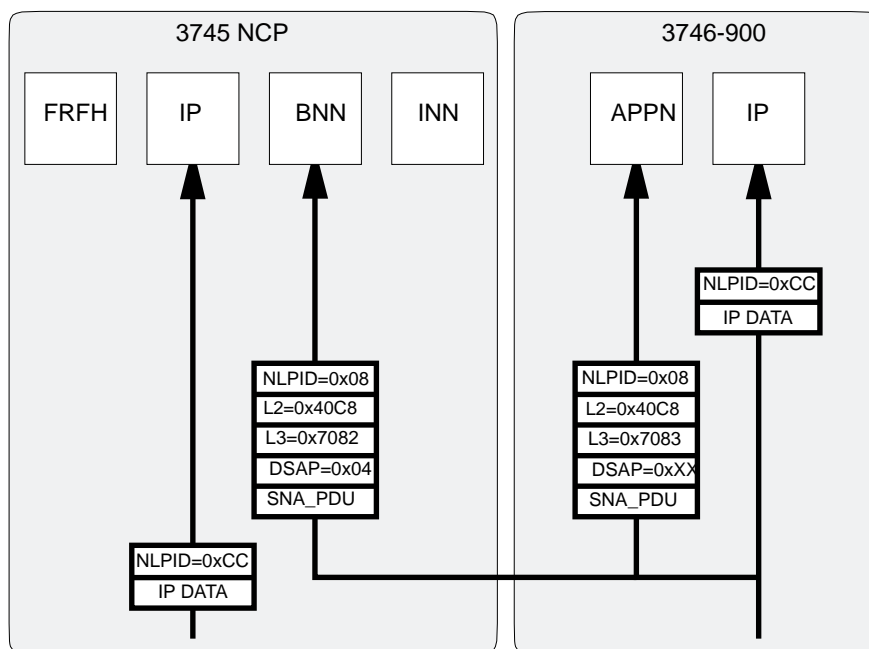 3745 NCP
FRFH
IP
BNN
INN
NLPID=0x08
L2=0x40C8
L3=0x7082
DSAP=0x04
SNA_PDU
NLPID=0xCC
IP DATA
3746-900
APPN
IP
NLPID=0xCC
IP DATA
NLPID=0x08
L2=0x40C8
L3=0x7083
DSAP=0xXX
SNA_PDU